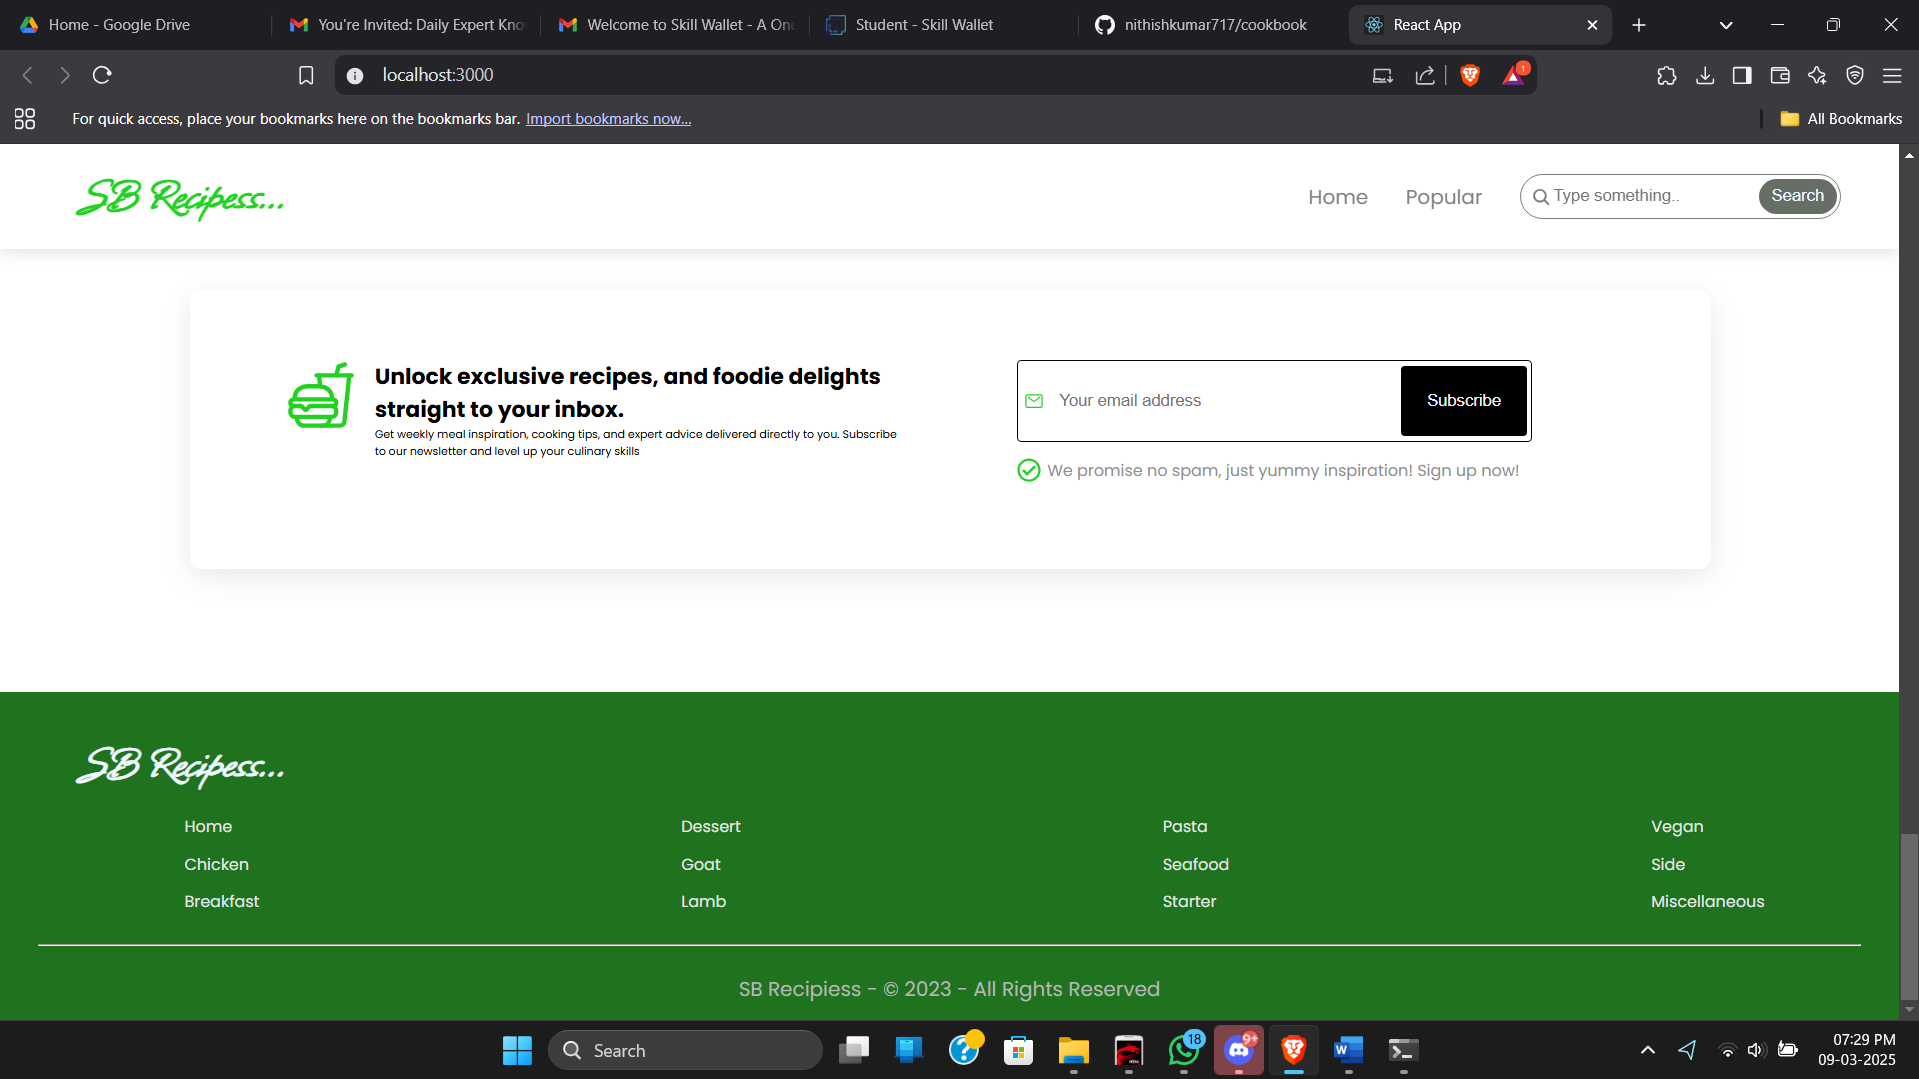 Home - Google Drive
You're Invited: Daily Expert Kno
Welcome to Skill Wallet - A One
Student - Skill Wallet
nithishkumar717/cookbook
React App
localhost:3000
1
For quick access, place your bookmarks here on the bookmarks bar. Import bookmarks now...
All Bookmarks
SB Recipess...
Home
Popular
Type something..
Search
Unlock exclusive recipes, and foodie delights
straight to your inbox.
Get weekly meal inspiration, cooking tips, and expert advice delivered directly to you. Subscribe
to our newsletter and level up your culinary skills
Your email address
Subscribe
We promise no spam, just yummy inspiration! Sign up now!
SB Recipess...
Home
Dessert
Pasta
Vegan
Chicken
Goat
Seafood
Side
Breakfast
Lamb
Starter
Miscellaneous
SB Recipiess - © 2023 - All Rights Reserved
Search
18
9+
07:29 PM
09-03-2025